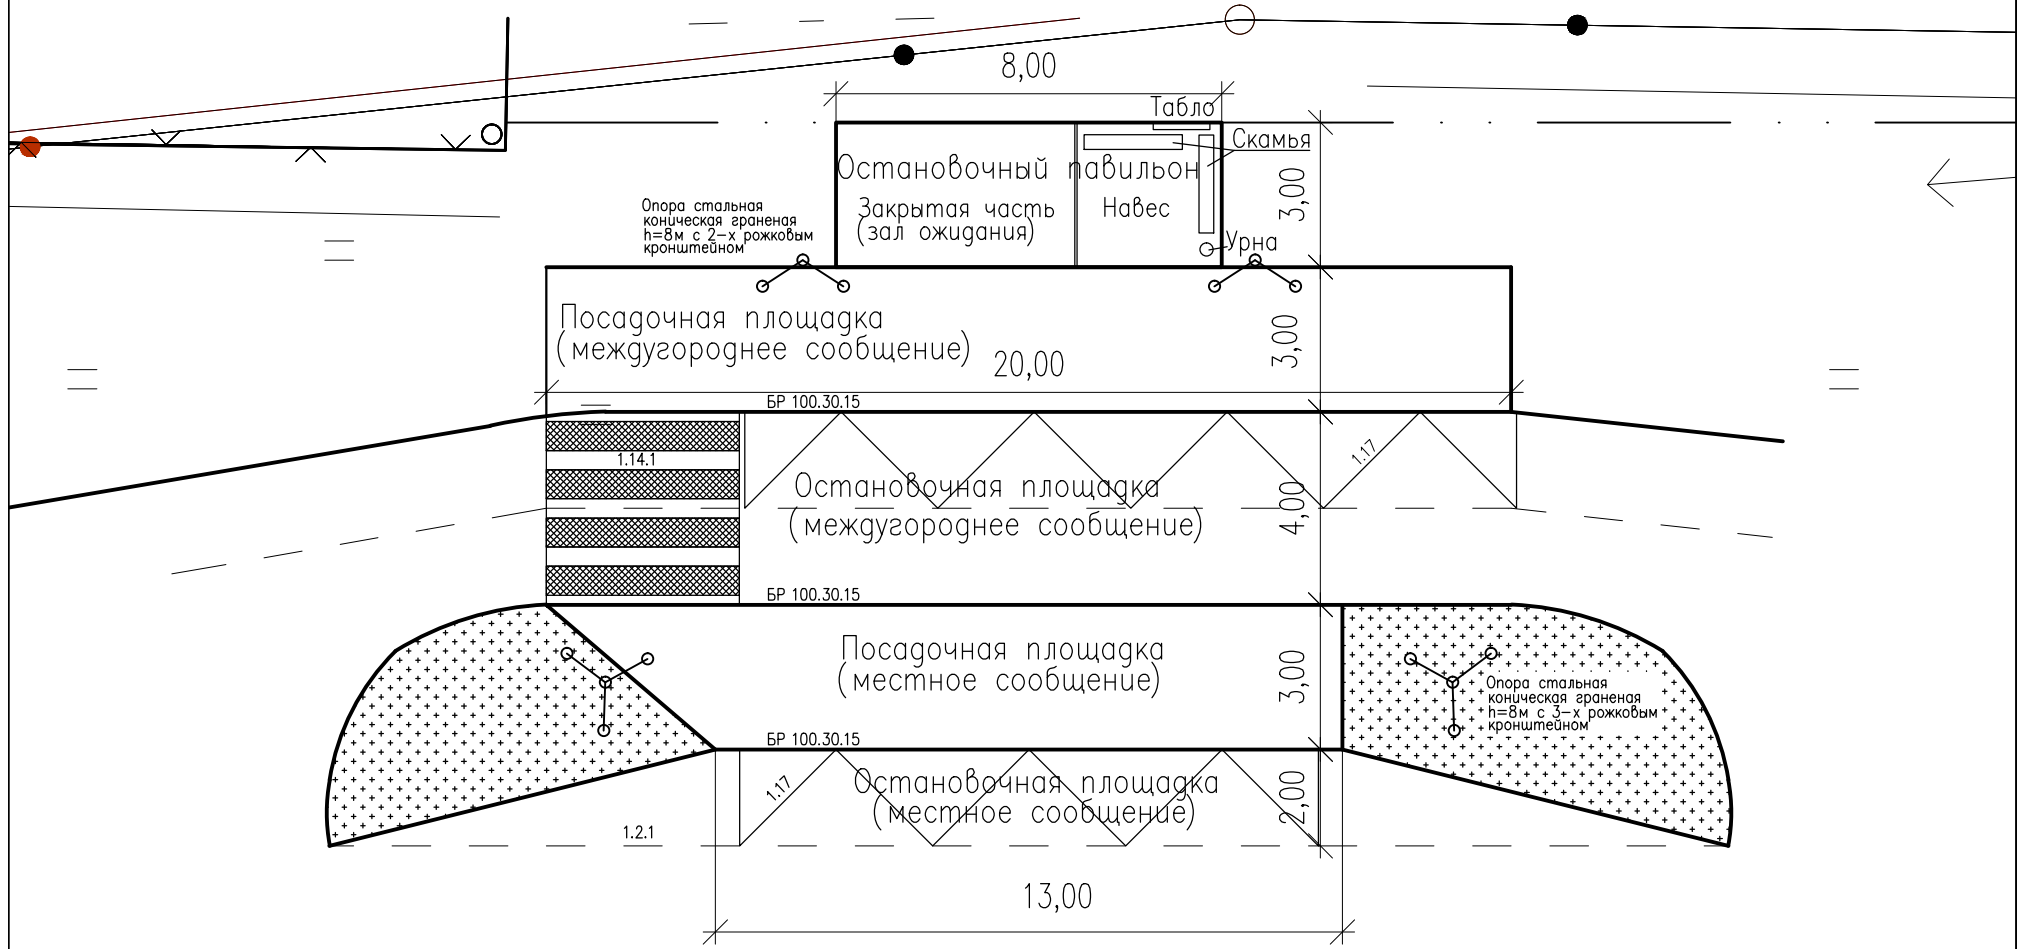 8,00
Табло
Скамья
Остановочный павильон
3,00
Опора стальная
коническая граненая
h=8м с 2-х рожковым
кронштейном
Закрытая часть
(зал ожидания)
Навес
Урна
Посадочная площадка
(междугороднее сообщение)
3,00
20,00
БР 100.30.15
1.14.1
1.17
Остановочная площадка
(междугороднее сообщение)
4,00
БР 100.30.15
Посадочная площадка
(местное сообщение)
3,00
Опора стальная
коническая граненая
h=8м с 3-х рожковым
кронштейном
БР 100.30.15
1.17
Остановочная площадка
(местное сообщение)
2,00
1.2.1
13,00